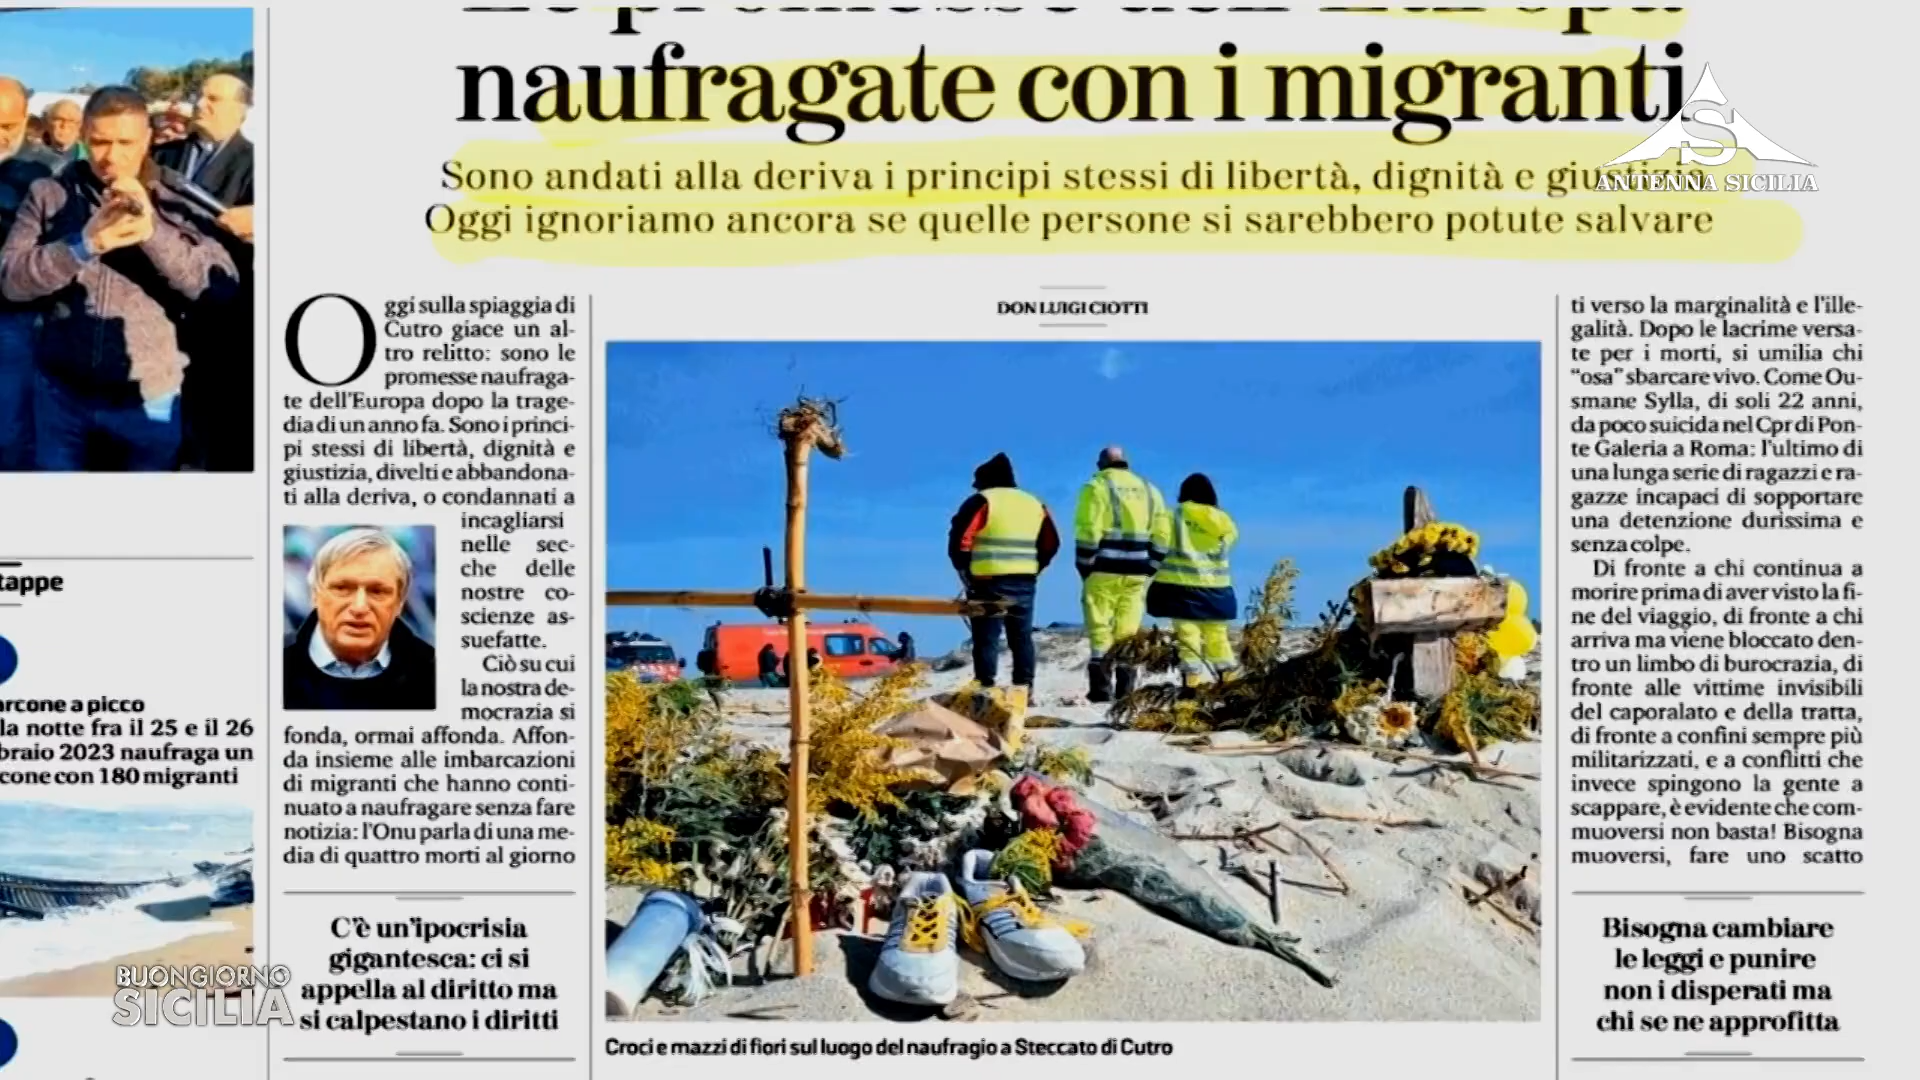 naufragate con i migranti
Sono andati alla deriva i principi stessi di libertà, dignità e
Oggi ignoriamo ancora se quelle persone si sarebbero potute salvare
ANTENNA SICILIA
DON LUIGI CIOTTI
Oggi sulla spiaggia di
Cutro giace un al-
tro relitto: sono le
promesse naufraga-
te dell'Europa dopo la trage-
dia di un anno fa. Sono i princi-
pi stessi di libertà, dignità e
giustizia, divelti e abbandona-
ti alla deriva, o condannati a
incagliarsi
nelle sec-
che delle
nostre co-
scienze as-
suefatte.
Ciò su cui
la nostra de-
mocrazia si
fonda, ormai affonda. Affon-
da insieme alle imbarcazioni
di migranti che hanno conti-
nuato a naufragare senza fare
notizia: l'Onu parla di una me-
dia di quattro morti al giorno
C'è un'ipocrisia
gigantesca: ci si
appella al diritto ma
si calpestano i diritti
Croci e mazzi di fiori sul luogo del naufragio a Steccato di Cutro
ti verso la marginalità e l'ille-
galità. Dopo le lacrime versa-
te per i morti, si umilia chi
"osa" sbarcare vivo. Come Ou-
smane Sylla, di soli 22 anni,
da poco suicida nel Cpr di Pon-
te Galeria a Roma: l'ultimo di
una lunga serie di ragazzi e ra-
gazze incapaci di sopportare
una detenzione durissima e
senza colpe.
Di fronte a chi continua a
morire prima di aver visto la fi-
ne del viaggio, di fronte a chi
arriva ma viene bloccato den-
tro un limbo di burocrazia, di
fronte alle vittime invisibili
del caporalato e della tratta,
di fronte a confini sempre più
militarizzati, e a conflitti che
invece spingono la gente a
scappare, è evidente che com-
muoversi non basta! Bisogna
muoversi, fare uno scatto
Bisogna cambiare
le leggi e punire
non i disperati ma
chi se ne approfitta
tappe
arcone a picco
la notte fra il 25 e il 26
braio 2023 naufraga un
cone con 180 migranti
BUONGIORNO
SICILIA